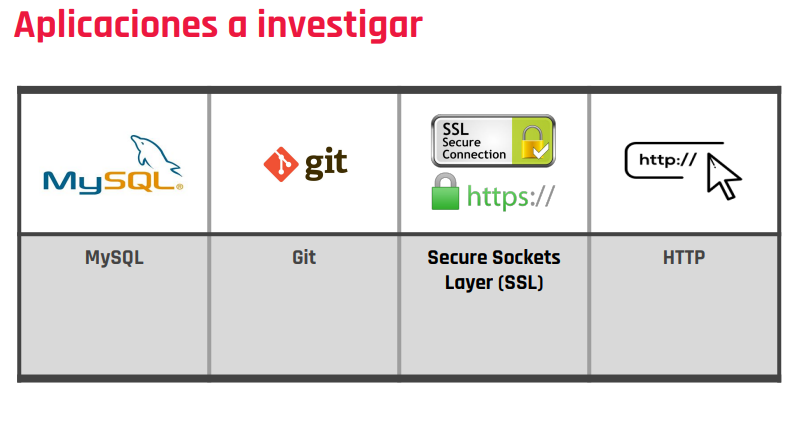 Aplicaciones a investigar
MySQL®
git
SSL
Secure
Connection
https://
http://
MySQL
Git
Secure Sockets
Layer (SSL)
HTTP